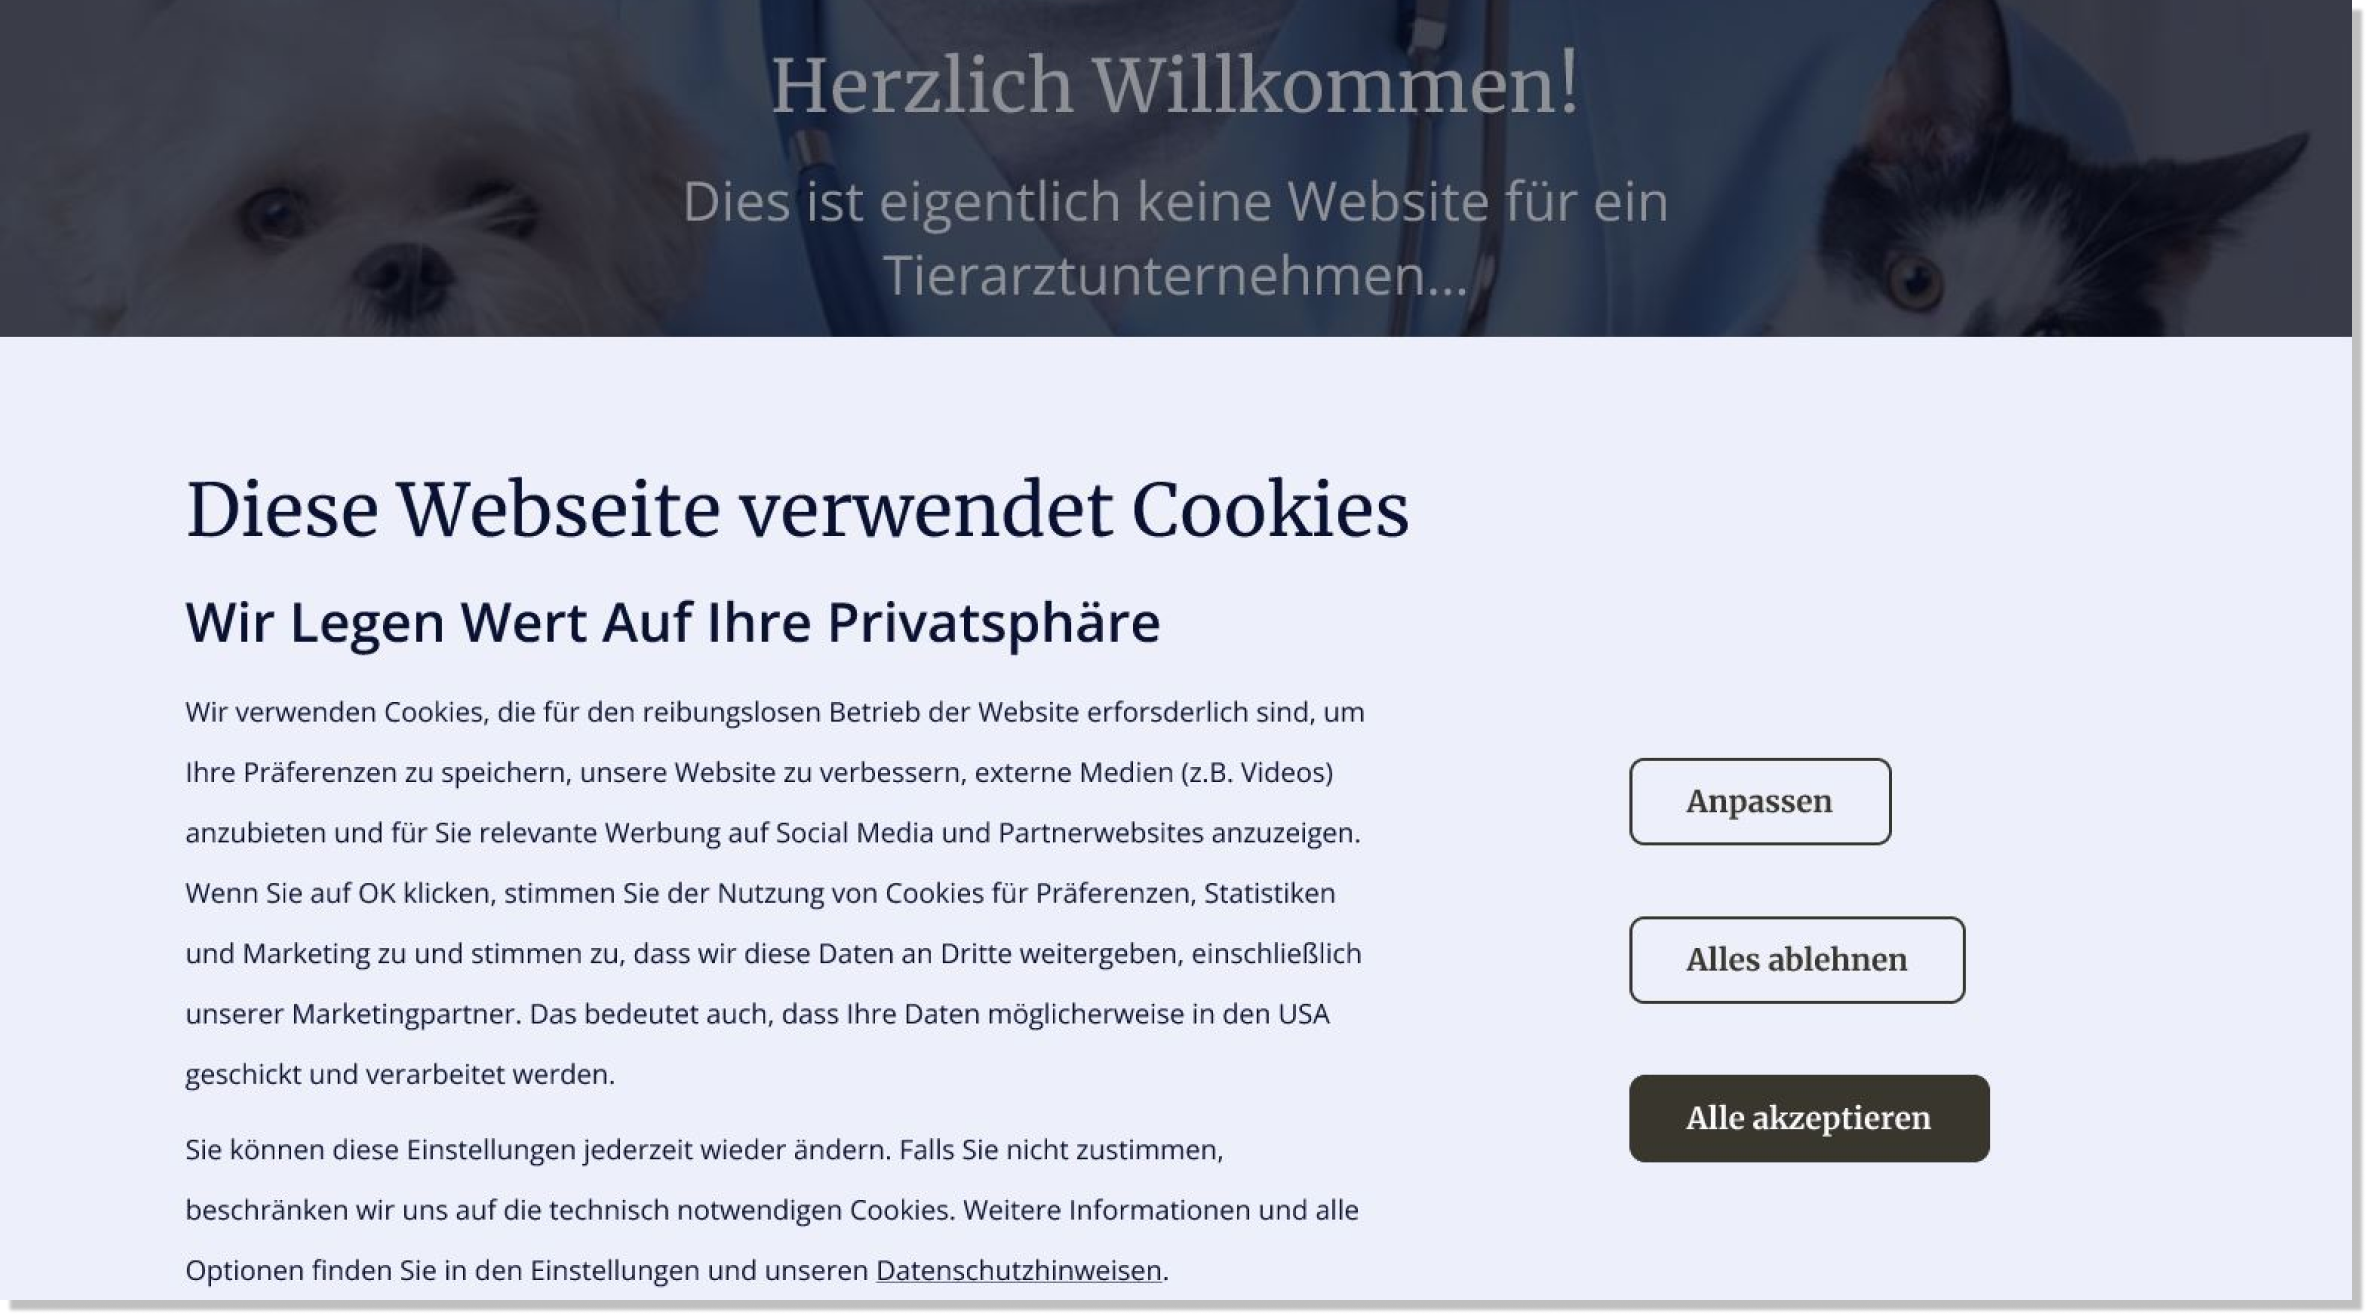 Herzlich Willkommen!
Dies ist eigentlich keine Website für ein
Tierarztunternehmen...
Diese Webseite verwendet Cookies
Wir Legen Wert Auf Ihre Privatsphäre
Wir verwenden Cookies, die für den reibungslosen Betrieb der Website erforsderlich sind, um
Ihre Präferenzen zu speichern, unsere Website zu verbessern, externe Medien (z.B. Videos)
anzubieten und für Sie relevante Werbung auf Social Media und Partnerwebsites anzuzeigen.
Wenn Sie auf OK klicken, stimmen Sie der Nutzung von Cookies für Präferenzen, Statistiken
und Marketing zu und stimmen zu, dass wir diese Daten an Dritte weitergeben, einschließlich
unserer Marketingpartner. Das bedeutet auch, dass Ihre Daten möglicherweise in den USA
geschickt und verarbeitet werden.
Sie können diese Einstellungen jederzeit wieder ändern. Falls Sie nicht zustimmen,
beschränken wir uns auf die technisch notwendigen Cookies. Weitere Informationen und alle
Optionen finden Sie in den Einstellungen und unseren Datenschutzhinweisen.
Anpassen
Alles ablehnen
Alle akzeptieren